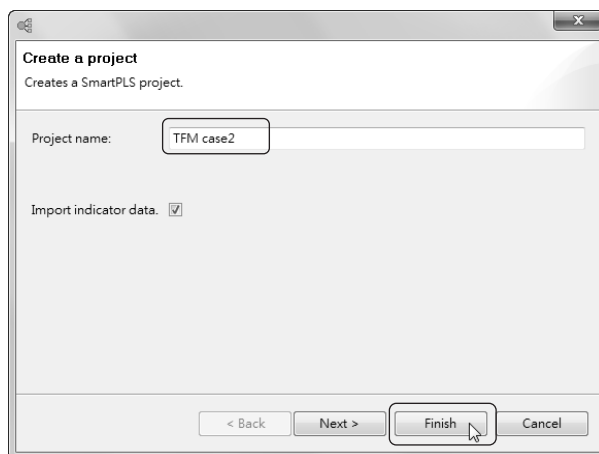 Create a project
Creates a SmartPLS project.
Project name: TFM case2
Import indicator data.
< Back Next > Finish Cancel